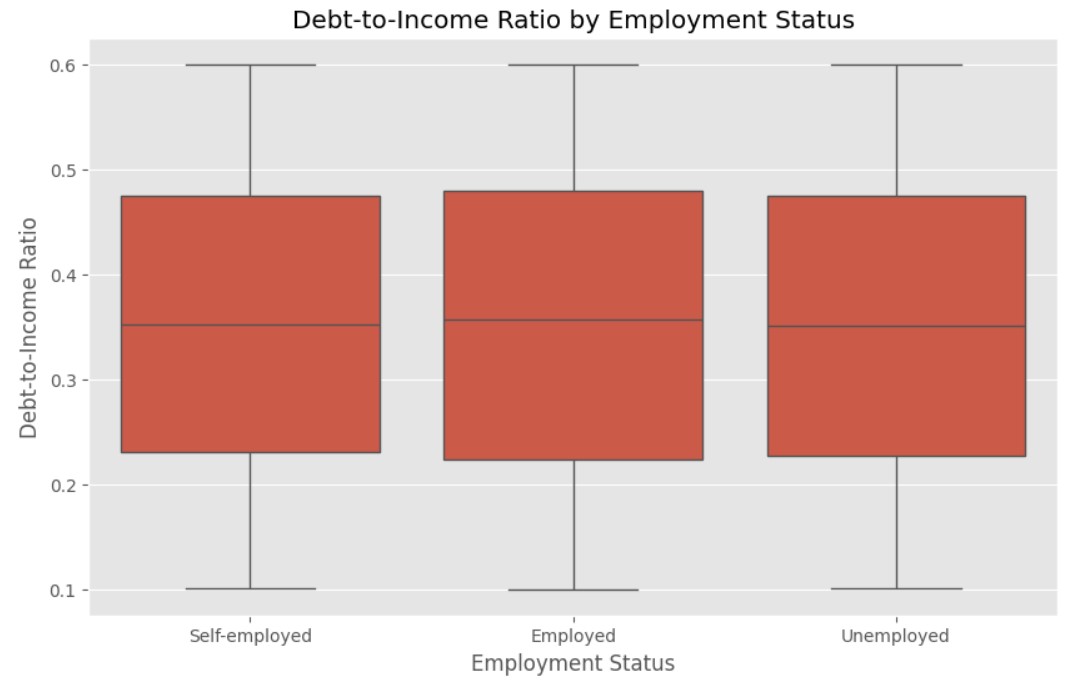 Debt-to-Income Ratio by Employment Status
Debt-to-Income Ratio
0.6
0.5
0.4
0.3
0.2
0.1
Self-employed
Employed
Unemployed
Employment Status